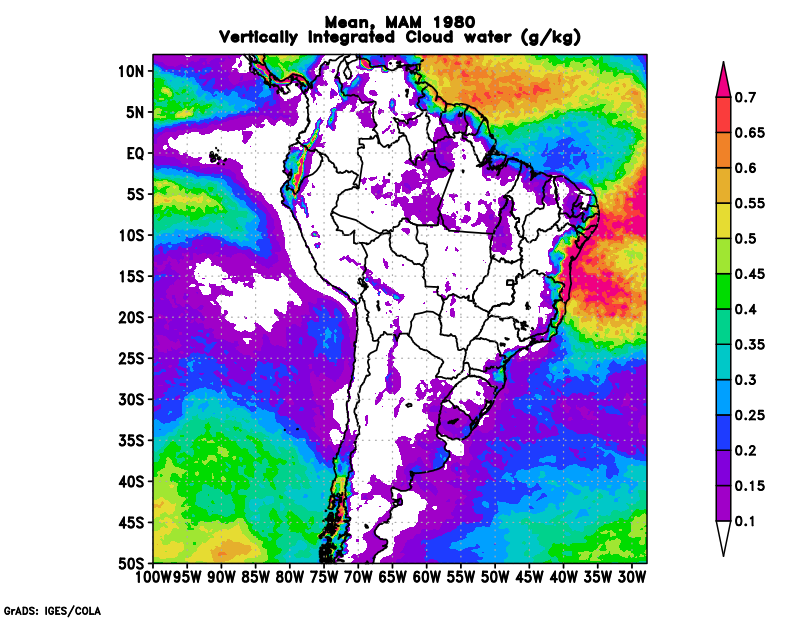 Mean, MAM 1980
Vertically Integrated Cloud water (g/kg)
10N
5N
EQ
5S
10S
15S
20S
25S
30S
35S
40S
45S
50S
100W 95W 90W 85W 80W 75W 70W 65W 60W 55W 50W 45W 40W 35W 30W
0.7
0.65
0.6
0.55
0.5
0.45
0.4
0.35
0.3
0.25
0.2
0.15
0.1
GrADS: IGES/COLA